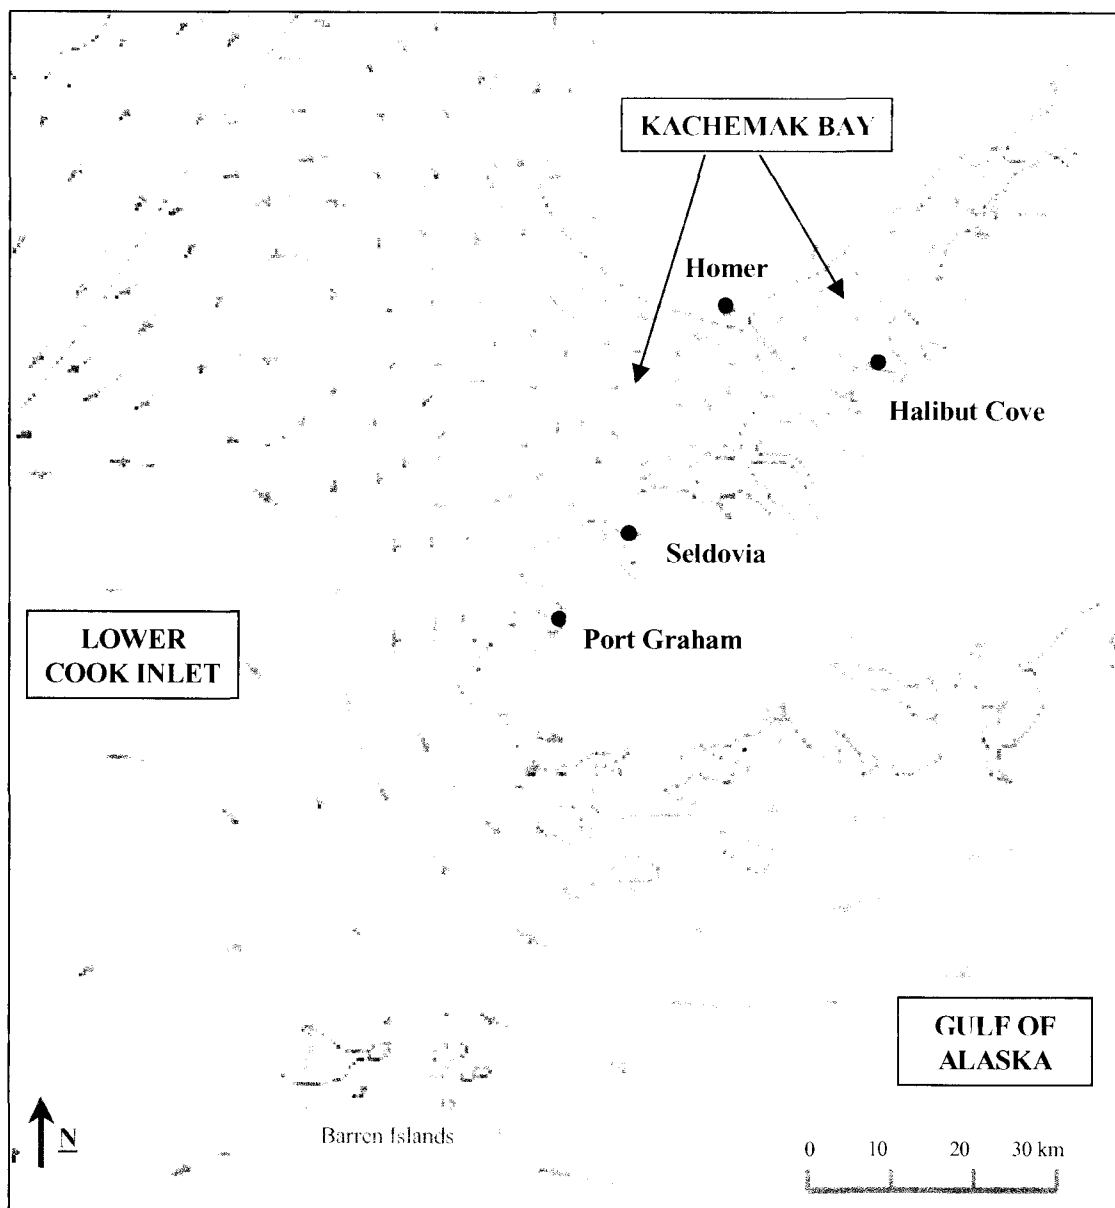 KACHEMAK BAY
Homer
Halibut Cove
Seldovia
Port Graham
LOWER
COOK INLET
GULF OF
ALASKA
Barren Islands
N
0 10 20 30 km